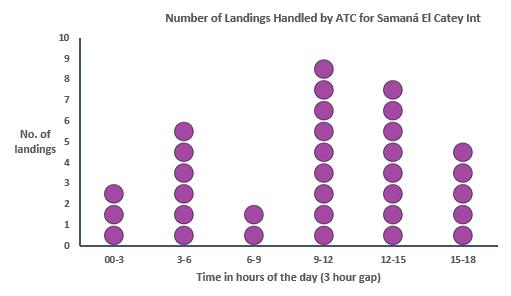 Number of Landings Handled by ATC for Samaná El Catey Int
10
9
8
7
6
5
4
3
2
1
0
No. of
landings
00-3 3-6 6-9 9-12 12-15 15-18
Time in hours of the day (3 hour gap)